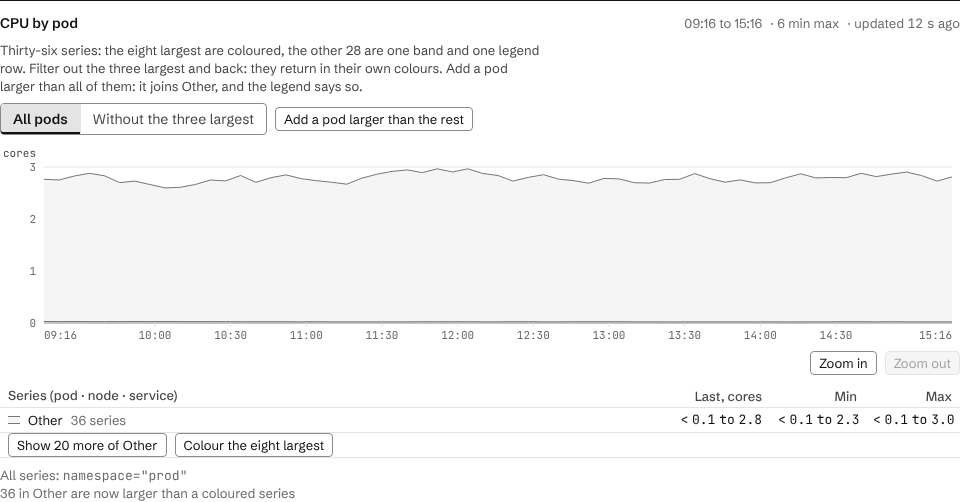 CPU by pod
09:16 to 15:16 · 6 min max · updated 12 s ago
Thirty-six series: the eight largest are coloured, the other 28 are one band and one legend
row. Filter out the three largest and back: they return in their own colours. Add a pod
larger than all of them: it joins Other, and the legend says so.
All pods Without the three largest Add a pod larger than the rest
cores
3
2
1
0
09:16 10:00 10:30 11:00 11:30 12:00 12:30 13:00 13:30 14:00 14:30 15:16
Zoom in Zoom out
Series (pod · node · service) Last, cores Min Max
Other 36 series < 0.1 to 2.8 < 0.1 to 2.3 < 0.1 to 3.0
Show 20 more of Other Colour the eight largest
All series: namespace="prod"
36 in Other are now larger than a coloured series